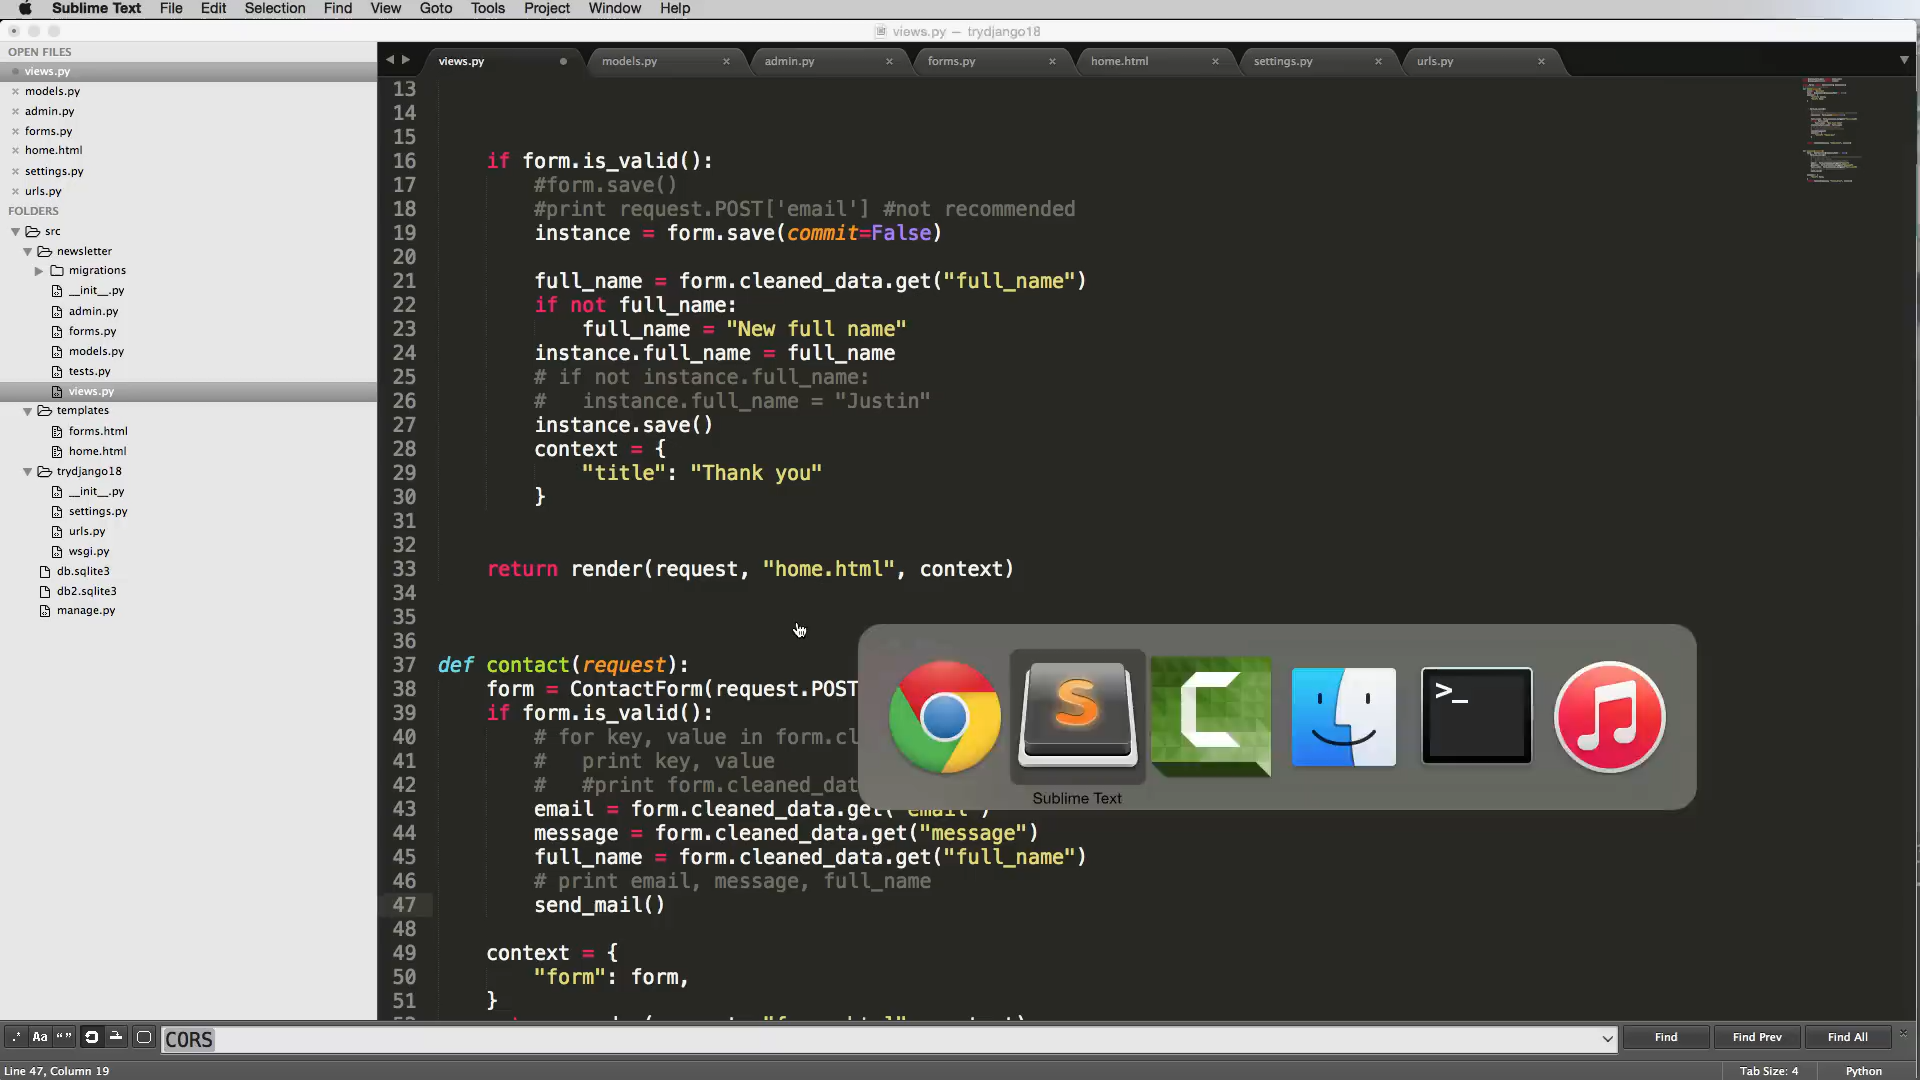 Sublime Text File Edit Selection Find View Goto Tools Project Window Help
views.py — trydjango18
OPEN FILES
views.py
models.py
admin.py
forms.py
home.html
settings.py
urls.py
FOLDERS
src
newsletter
migrations
__init__.py
admin.py
forms.py
models.py
tests.py
views.py
templates
forms.html
home.html
trydjango18
__init__.py
settings.py
urls.py
wsgi.py
db.sqlite3
db2.sqlite3
manage.py
views.py models.py admin.py forms.py home.html settings.py urls.py
13
14
15
16 if form.is_valid():
17 #form.save()
18 #print request.POST['email'] #not recommended
19 instance = form.save(commit=False)
20
21 full_name = form.cleaned_data.get("full_name")
22 if not full_name:
23 full_name = "New full name"
24 instance.full_name = full_name
25 # if not instance.full_name:
26 # instance.full_name = "Justin"
27 instance.save()
28 context = {
29 "title": "Thank you"
30 }
31
32
33 return render(request, "home.html", context)
34
35
36
37 def contact(request):
38 form = ContactForm(request.POST
39 if form.is_valid():
40 # for key, value in form.cl
41 # print key, value
42 # #print form.cleaned_dat
43 email = form.cleaned_data.get("email")
44 message = form.cleaned_data.get("message")
45 full_name = form.cleaned_data.get("full_name")
46 # print email, message, full_name
47 send_mail()
48
49 context = {
50 "form": form,
51 }
>_
Sublime Text
.* Aa “ ” CORS Find Find Prev Find All
Line 47, Column 19 Tab Size: 4 Python